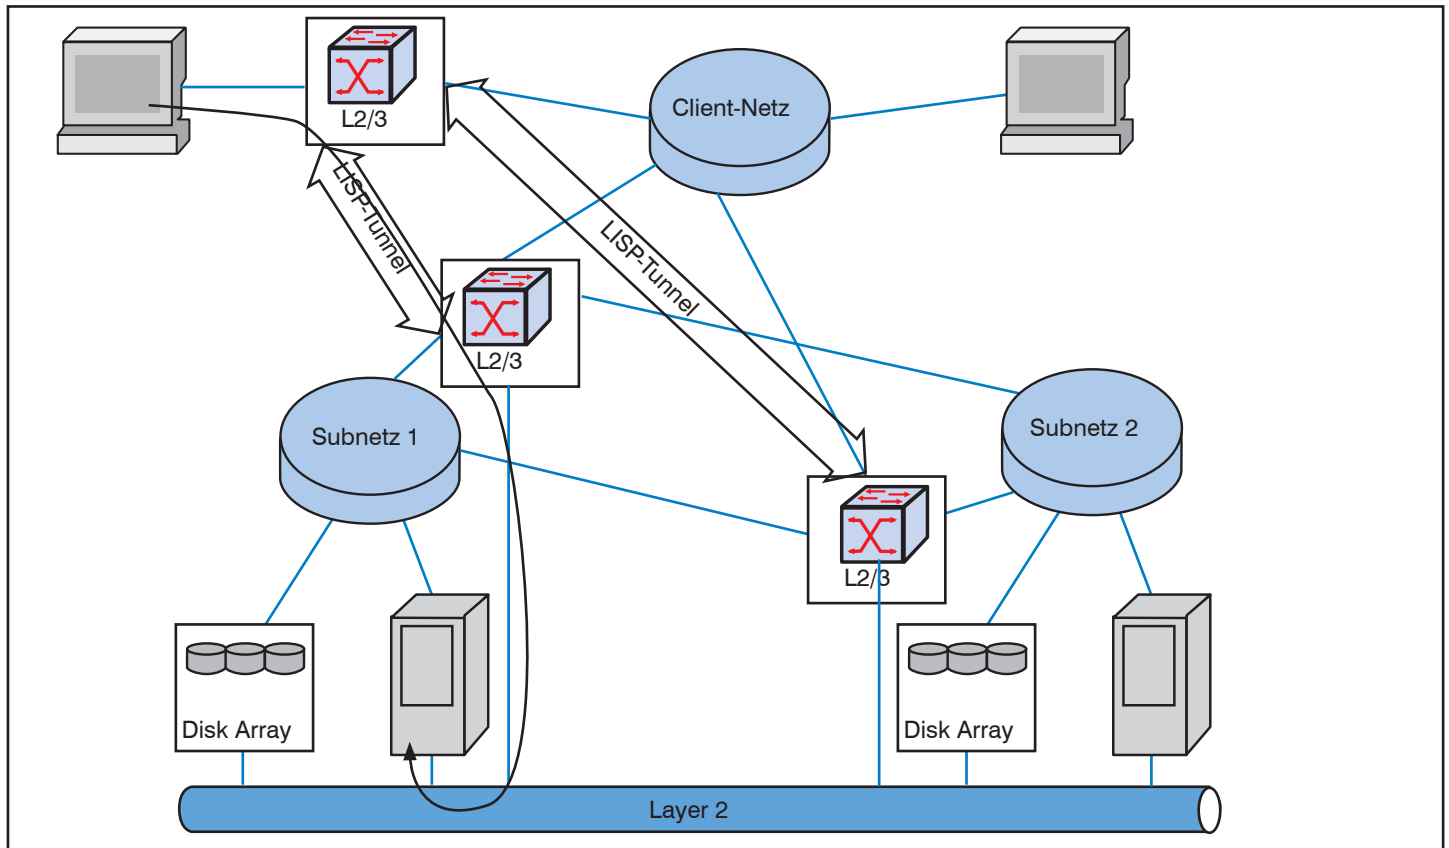 L2/3
Client-Netz
LISP-Tunnel
LISP-Tunnel
L2/3
Subnetz 1
Subnetz 2
L2/3
Disk Array
Disk Array
Layer 2